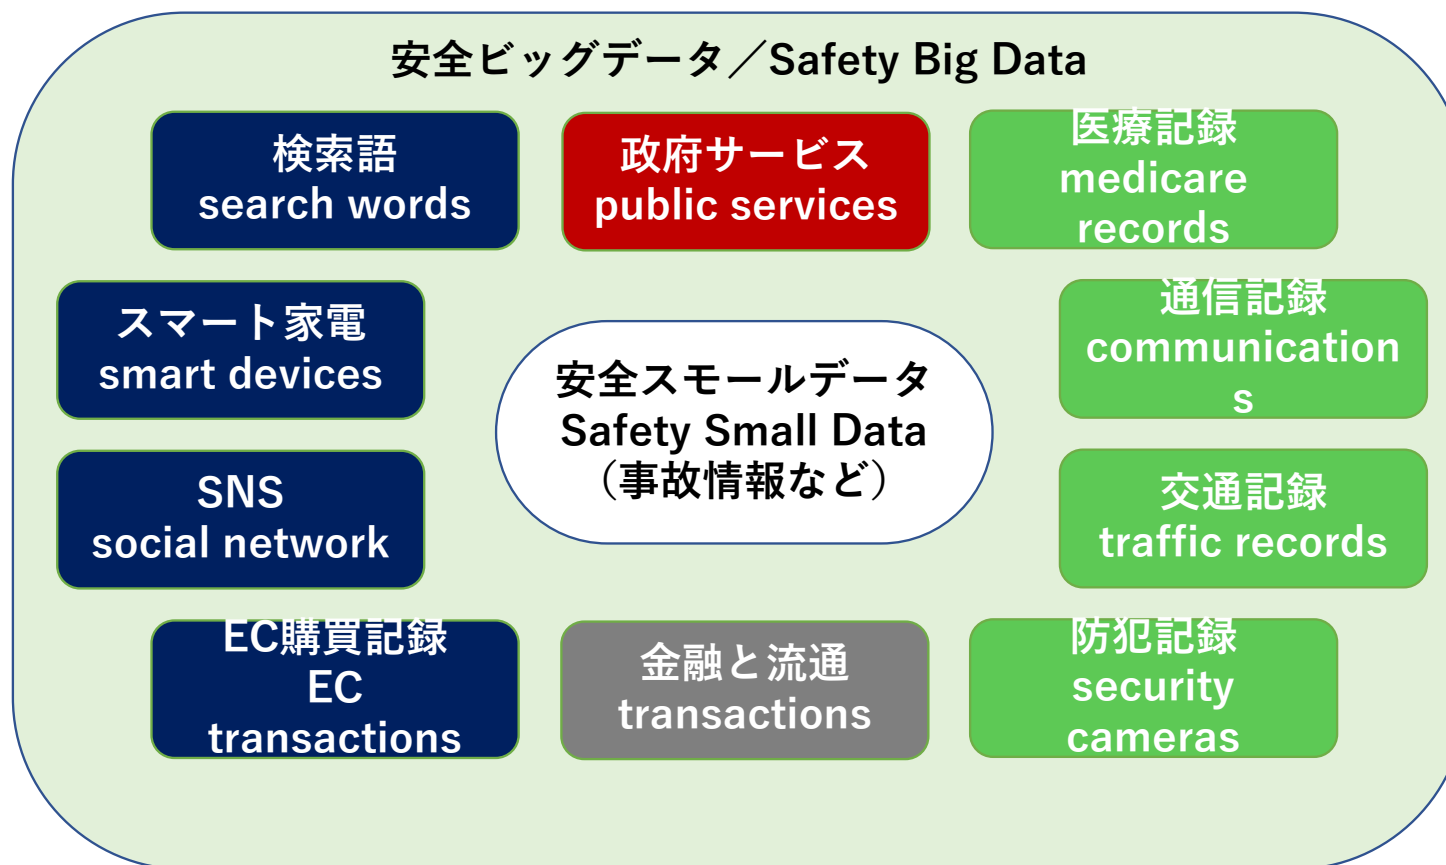 安全ビッグデータ／Safety Big Data
検索語
search words
政府サービス
public services
医療記録
medicare
records
スマート家電
smart devices
通信記録
communication
s
安全スモールデータ
Safety Small Data
（事故情報など）
SNS
social network
交通記録
traffic records
EC購買記録
EC
transactions
金融と流通
transactions
防犯記録
security
cameras